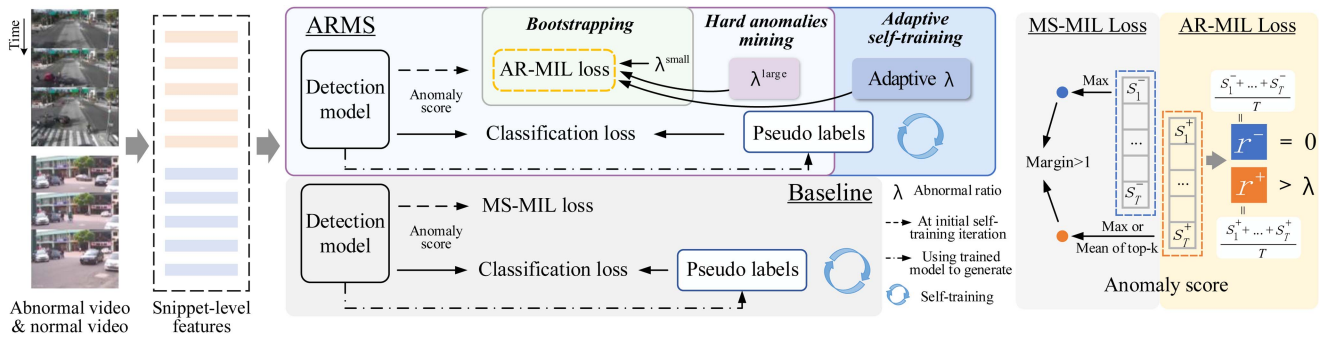 Time
Abnormal video
& normal video
Snippet-level
features
ARMS
Bootstrapping
Hard anomalies
mining
Adaptive
self-training
Detection
model
Anomaly
score
AR-MIL loss
λ^small
λ^large
Adaptive λ
Classification loss
Pseudo labels
Baseline
Detection
model
Anomaly
score
MS-MIL loss
Classification loss
Pseudo labels
λ Abnormal ratio
At initial self-
training iteration
Using trained
model to generate
Self-training
MS-MIL Loss
AR-MIL Loss
Max
Margin>1
Max or
Mean of top-k
S₁⁻
...
S_T⁻
S₁⁺
...
S_T⁺
S₁⁻ + ... + S_T⁻
T
=
r⁻ = 0
r⁺ > λ
=
S₁⁺ + ... + S_T⁺
T
Anomaly score